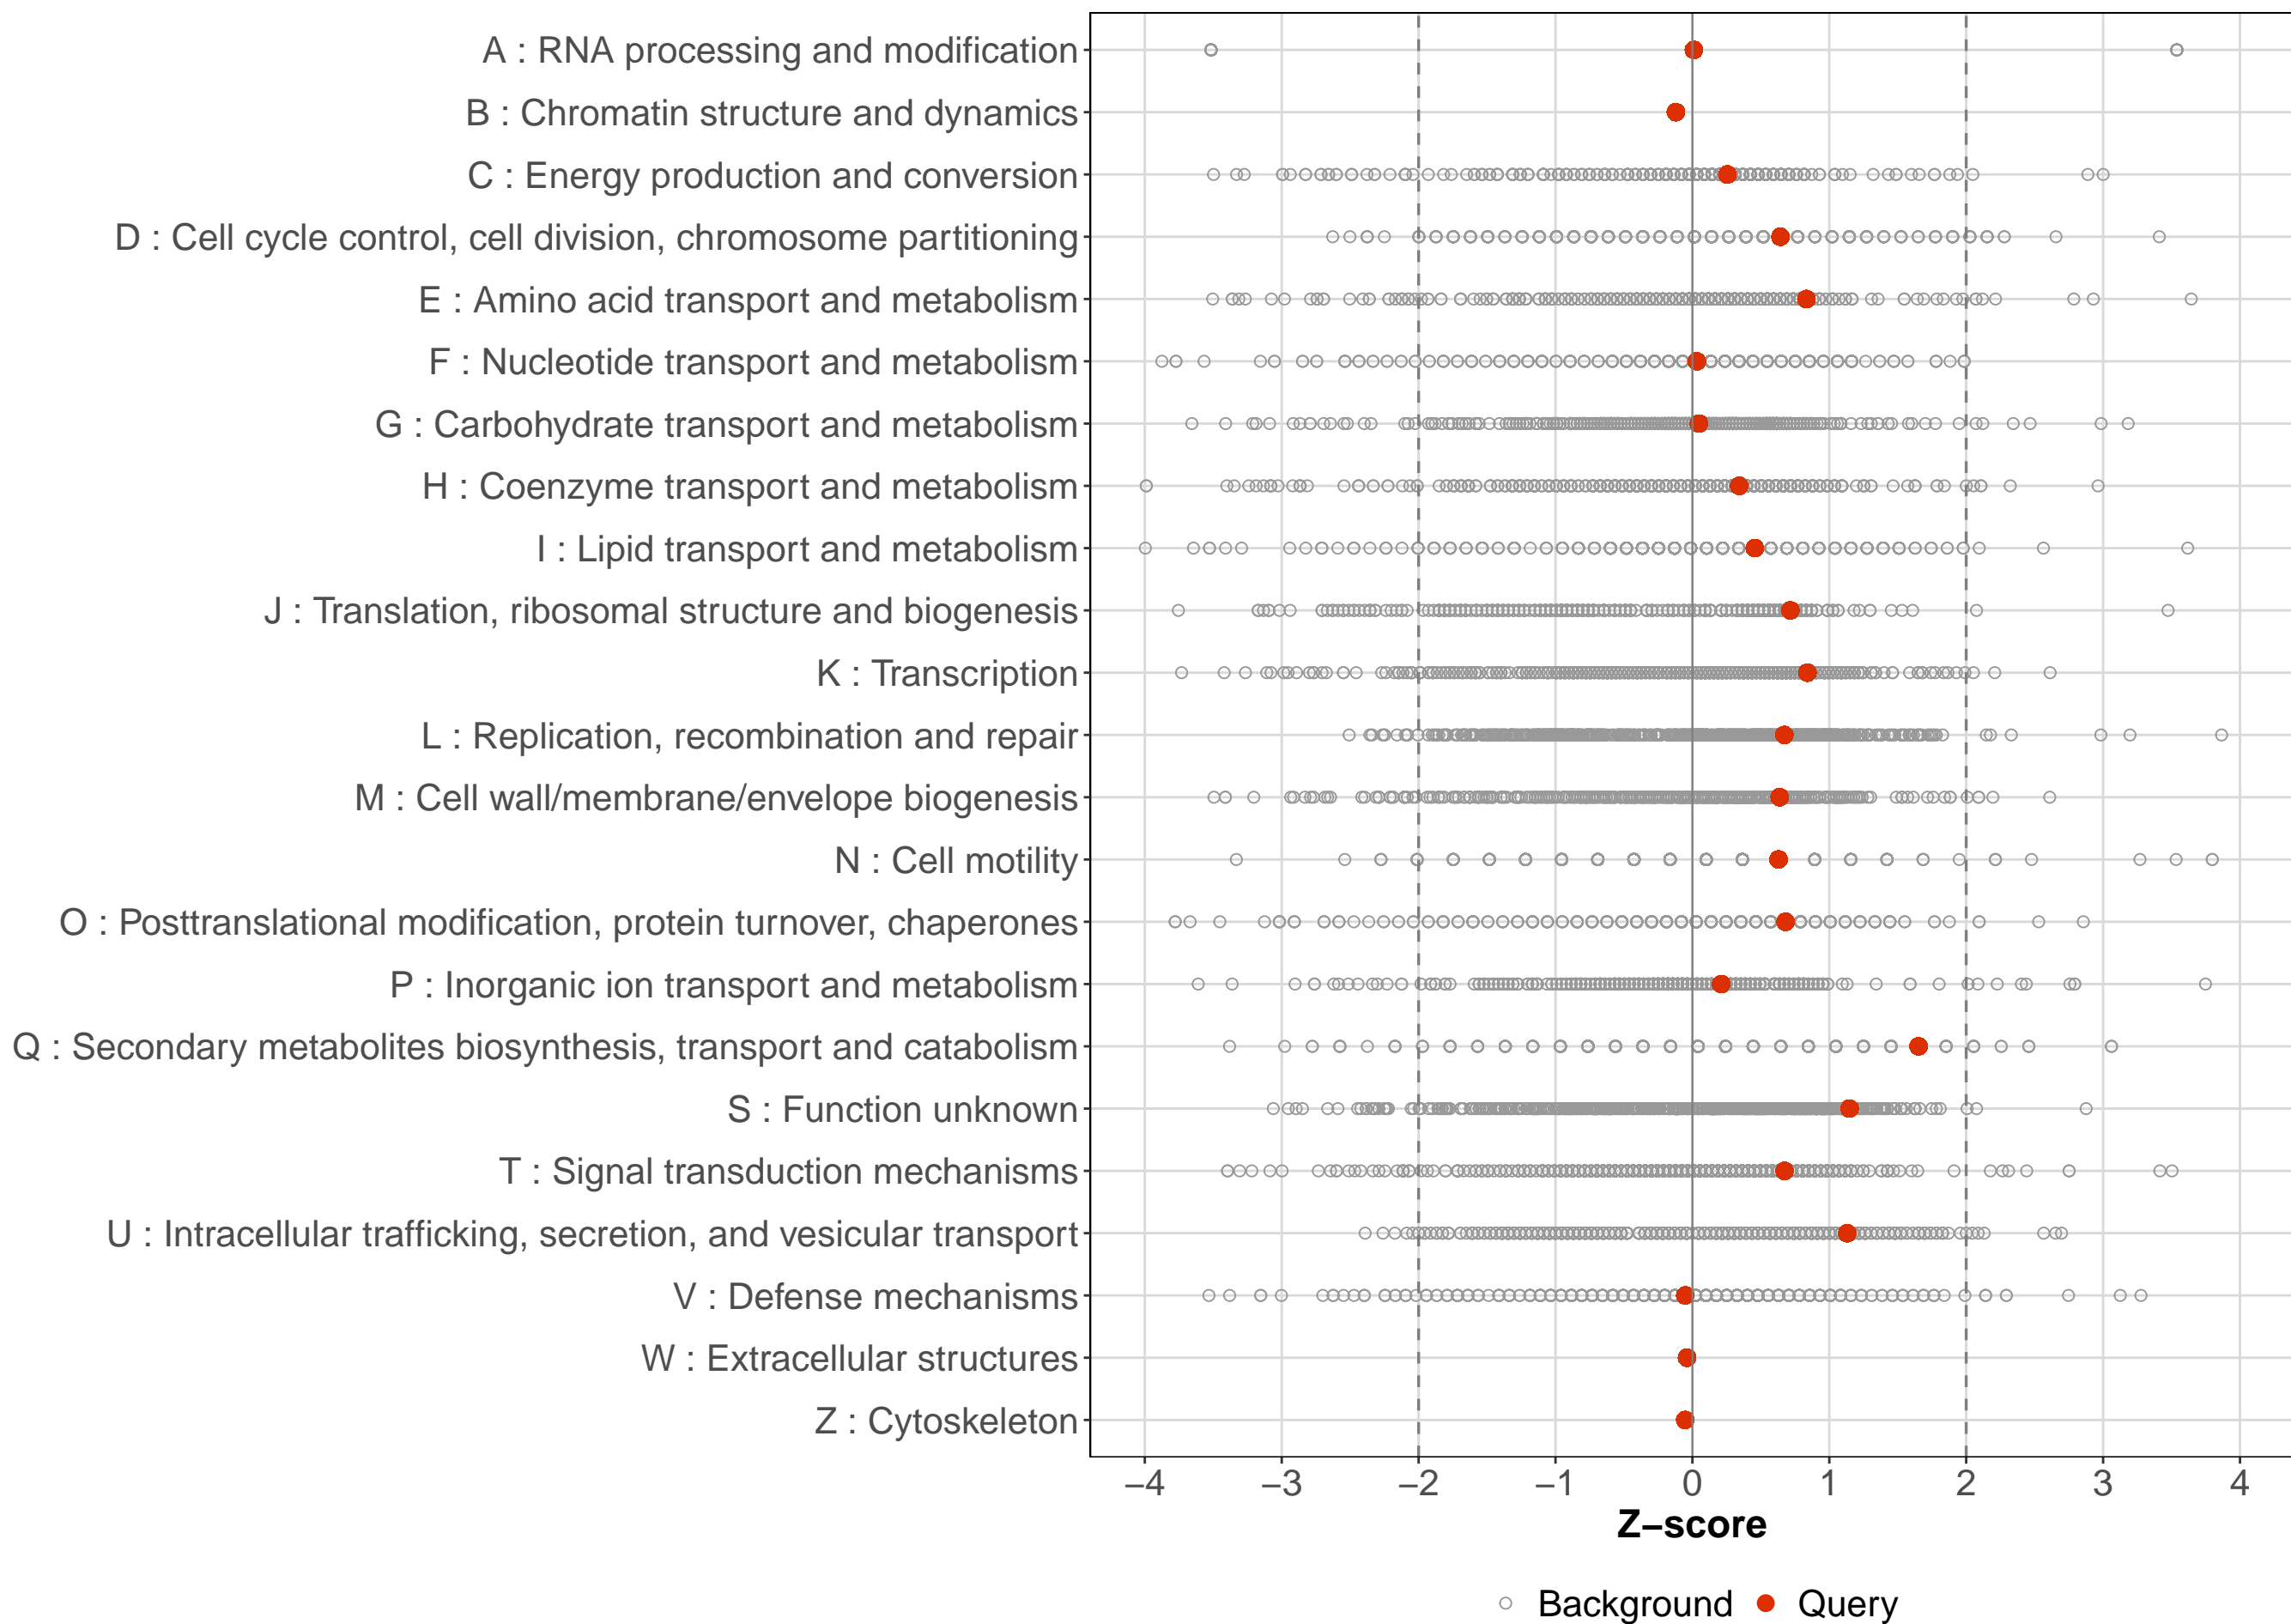 A : RNA processing and modification
B : Chromatin structure and dynamics
C : Energy production and conversion
D : Cell cycle control, cell division, chromosome partitioning
E : Amino acid transport and metabolism
F : Nucleotide transport and metabolism
G : Carbohydrate transport and metabolism
H : Coenzyme transport and metabolism
I : Lipid transport and metabolism
J : Translation, ribosomal structure and biogenesis
K : Transcription
L : Replication, recombination and repair
M : Cell wall/membrane/envelope biogenesis
N : Cell motility
O : Posttranslational modification, protein turnover, chaperones
P : Inorganic ion transport and metabolism
Q : Secondary metabolites biosynthesis, transport and catabolism
S : Function unknown
T : Signal transduction mechanisms
U : Intracellular trafficking, secretion, and vesicular transport
V : Defense mechanisms
W : Extracellular structures
Z : Cytoskeleton
−4 −3 −2 −1 0 1 2 3 4
Z−score
Background Query